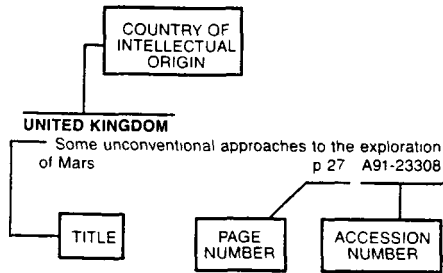 COUNTRY OF
INTELLECTUAL
ORIGIN
UNITED KINGDOM
Some unconventional approaches to the exploration
of Mars p 27 A91-23308
TITLE
PAGE
NUMBER
ACCESSION
NUMBER